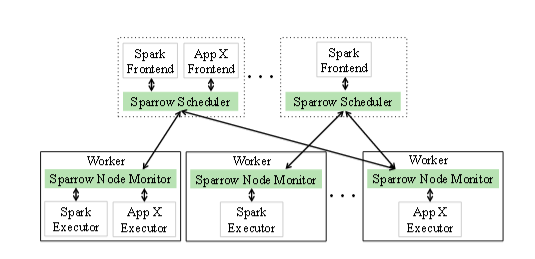 Spark
Frontend
App X
Frontend
Sparrow Scheduler
. . .
Spark
Frontend
Sparrow Scheduler
Worker
Sparrow Node Monitor
Spark
Executor
App X
Executor
Worker
Sparrow Node Monitor
Spark
Executor
. . .
Worker
Sparrow Node Monitor
App X
Executor